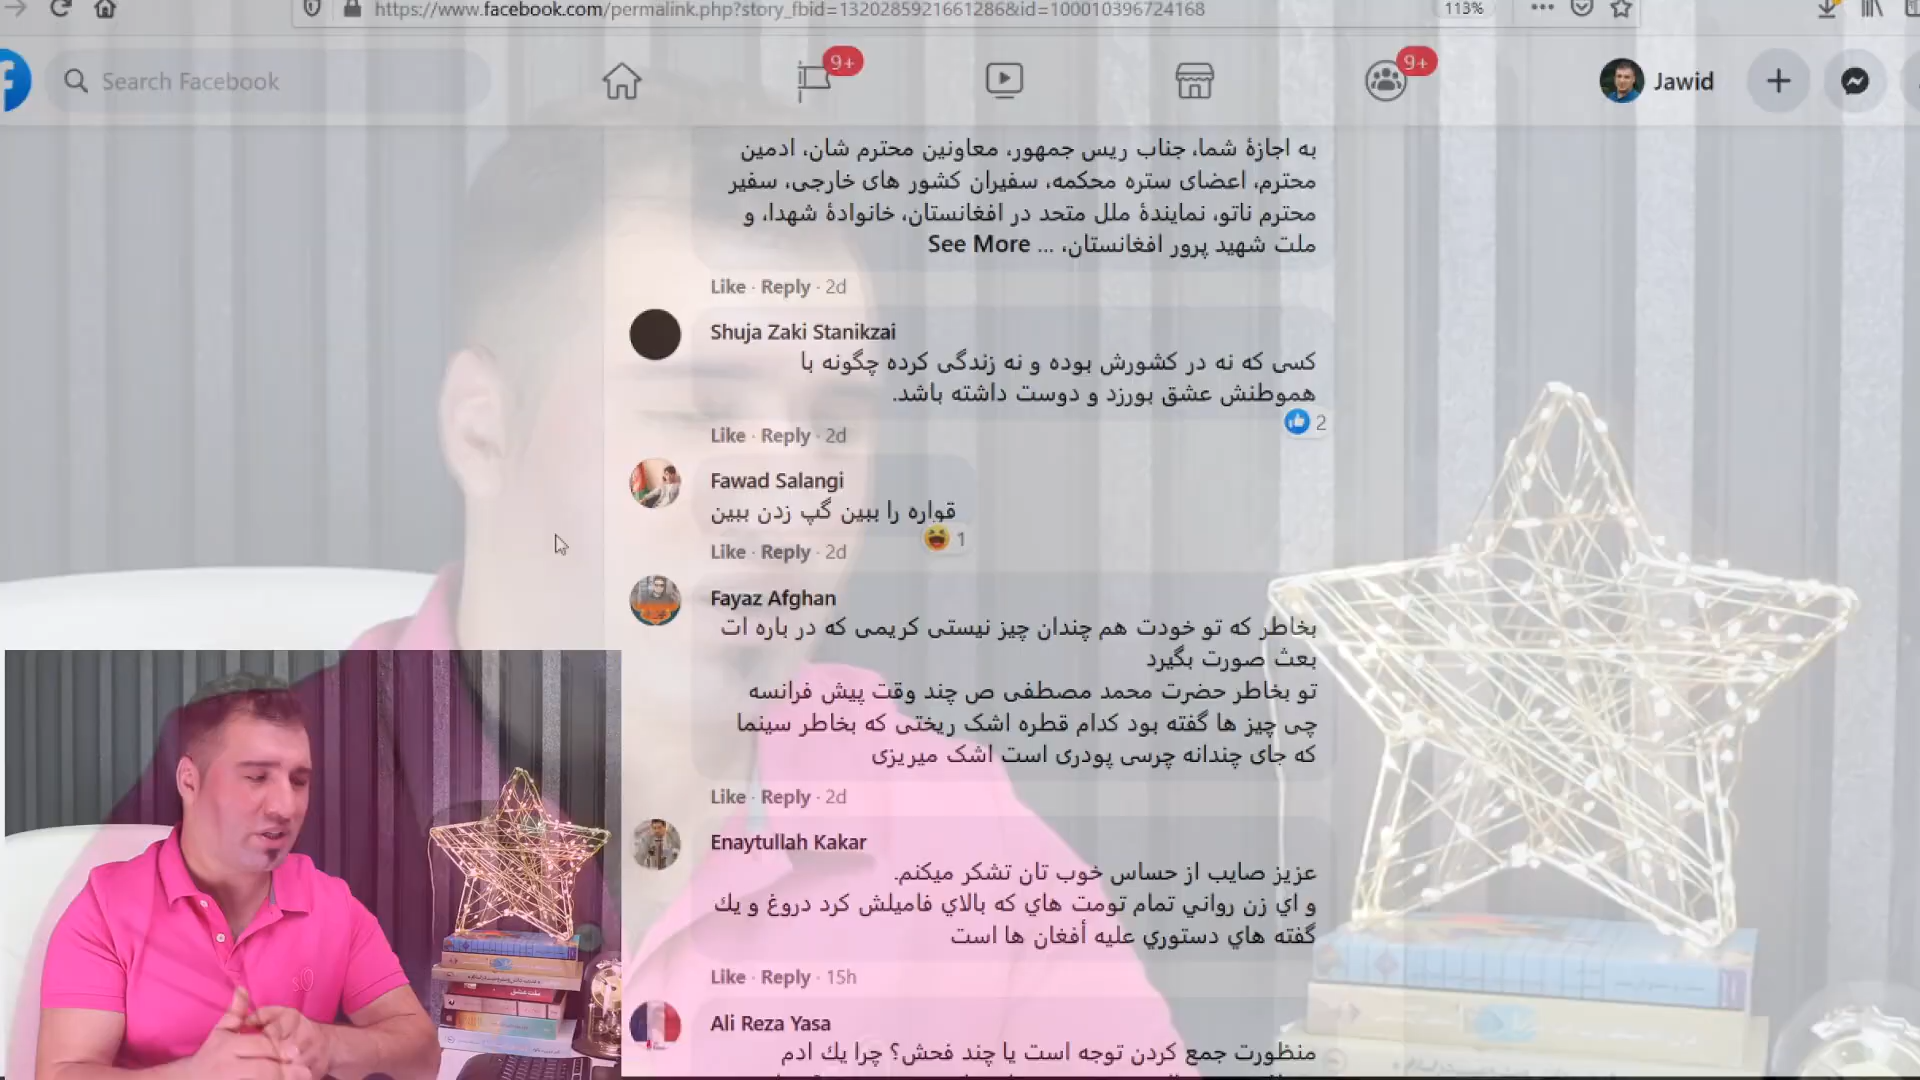 https://www.facebook.com/permalink.php?story_fbid=1320285921661286&id=100010396724168
113%
Search Facebook
9+
9+
Jawid
به اجازهٔ شما، جناب ریس جمهور، معاونین محترم شان، ادمین
محترم، اعضای ستره محکمه، سفیران کشور های خارجی، سفیر
محترم ناتو، نمایندهٔ ملل متحد در افغانستان، خانوادهٔ شهدا، و
ملت شهید پرور افغانستان، ... See More
Like · Reply · 2d
Shuja Zaki Stanikzai
کسی که نه در کشورش بوده و نه زندگی کرده چگونه با
هموطنش عشق بورزد و دوست داشته باشد.
2
Like · Reply · 2d
Fawad Salangi
قواره را ببین گپ زدن ببین
1
Like · Reply · 2d
Fayaz Afghan
بخاطر که تو خودت هم چندان چیز نیستی کریمی که در باره ات
بعث صورت بگیرد
تو بخاطر حضرت محمد مصطفی ص چند وقت پیش فرانسه
چی چیز ها گفته بود کدام قطره اشک ریختی که بخاطر سینما
که جای چندانه چرسی پودری است اشک میریزی
Like · Reply · 2d
Enaytullah Kakar
عزیز صایب از حساس خوب تان تشکر میکنم.
و اي زن رواني تمام تومت هاي که بالاي فامیلش کرد دروغ و يك
گفته هاي دستوري علیه أفغان ها است
Like · Reply · 15h
Ali Reza Yasa
منظورت جمع کردن توجه است یا چند فحش؟ چرا يك ادم